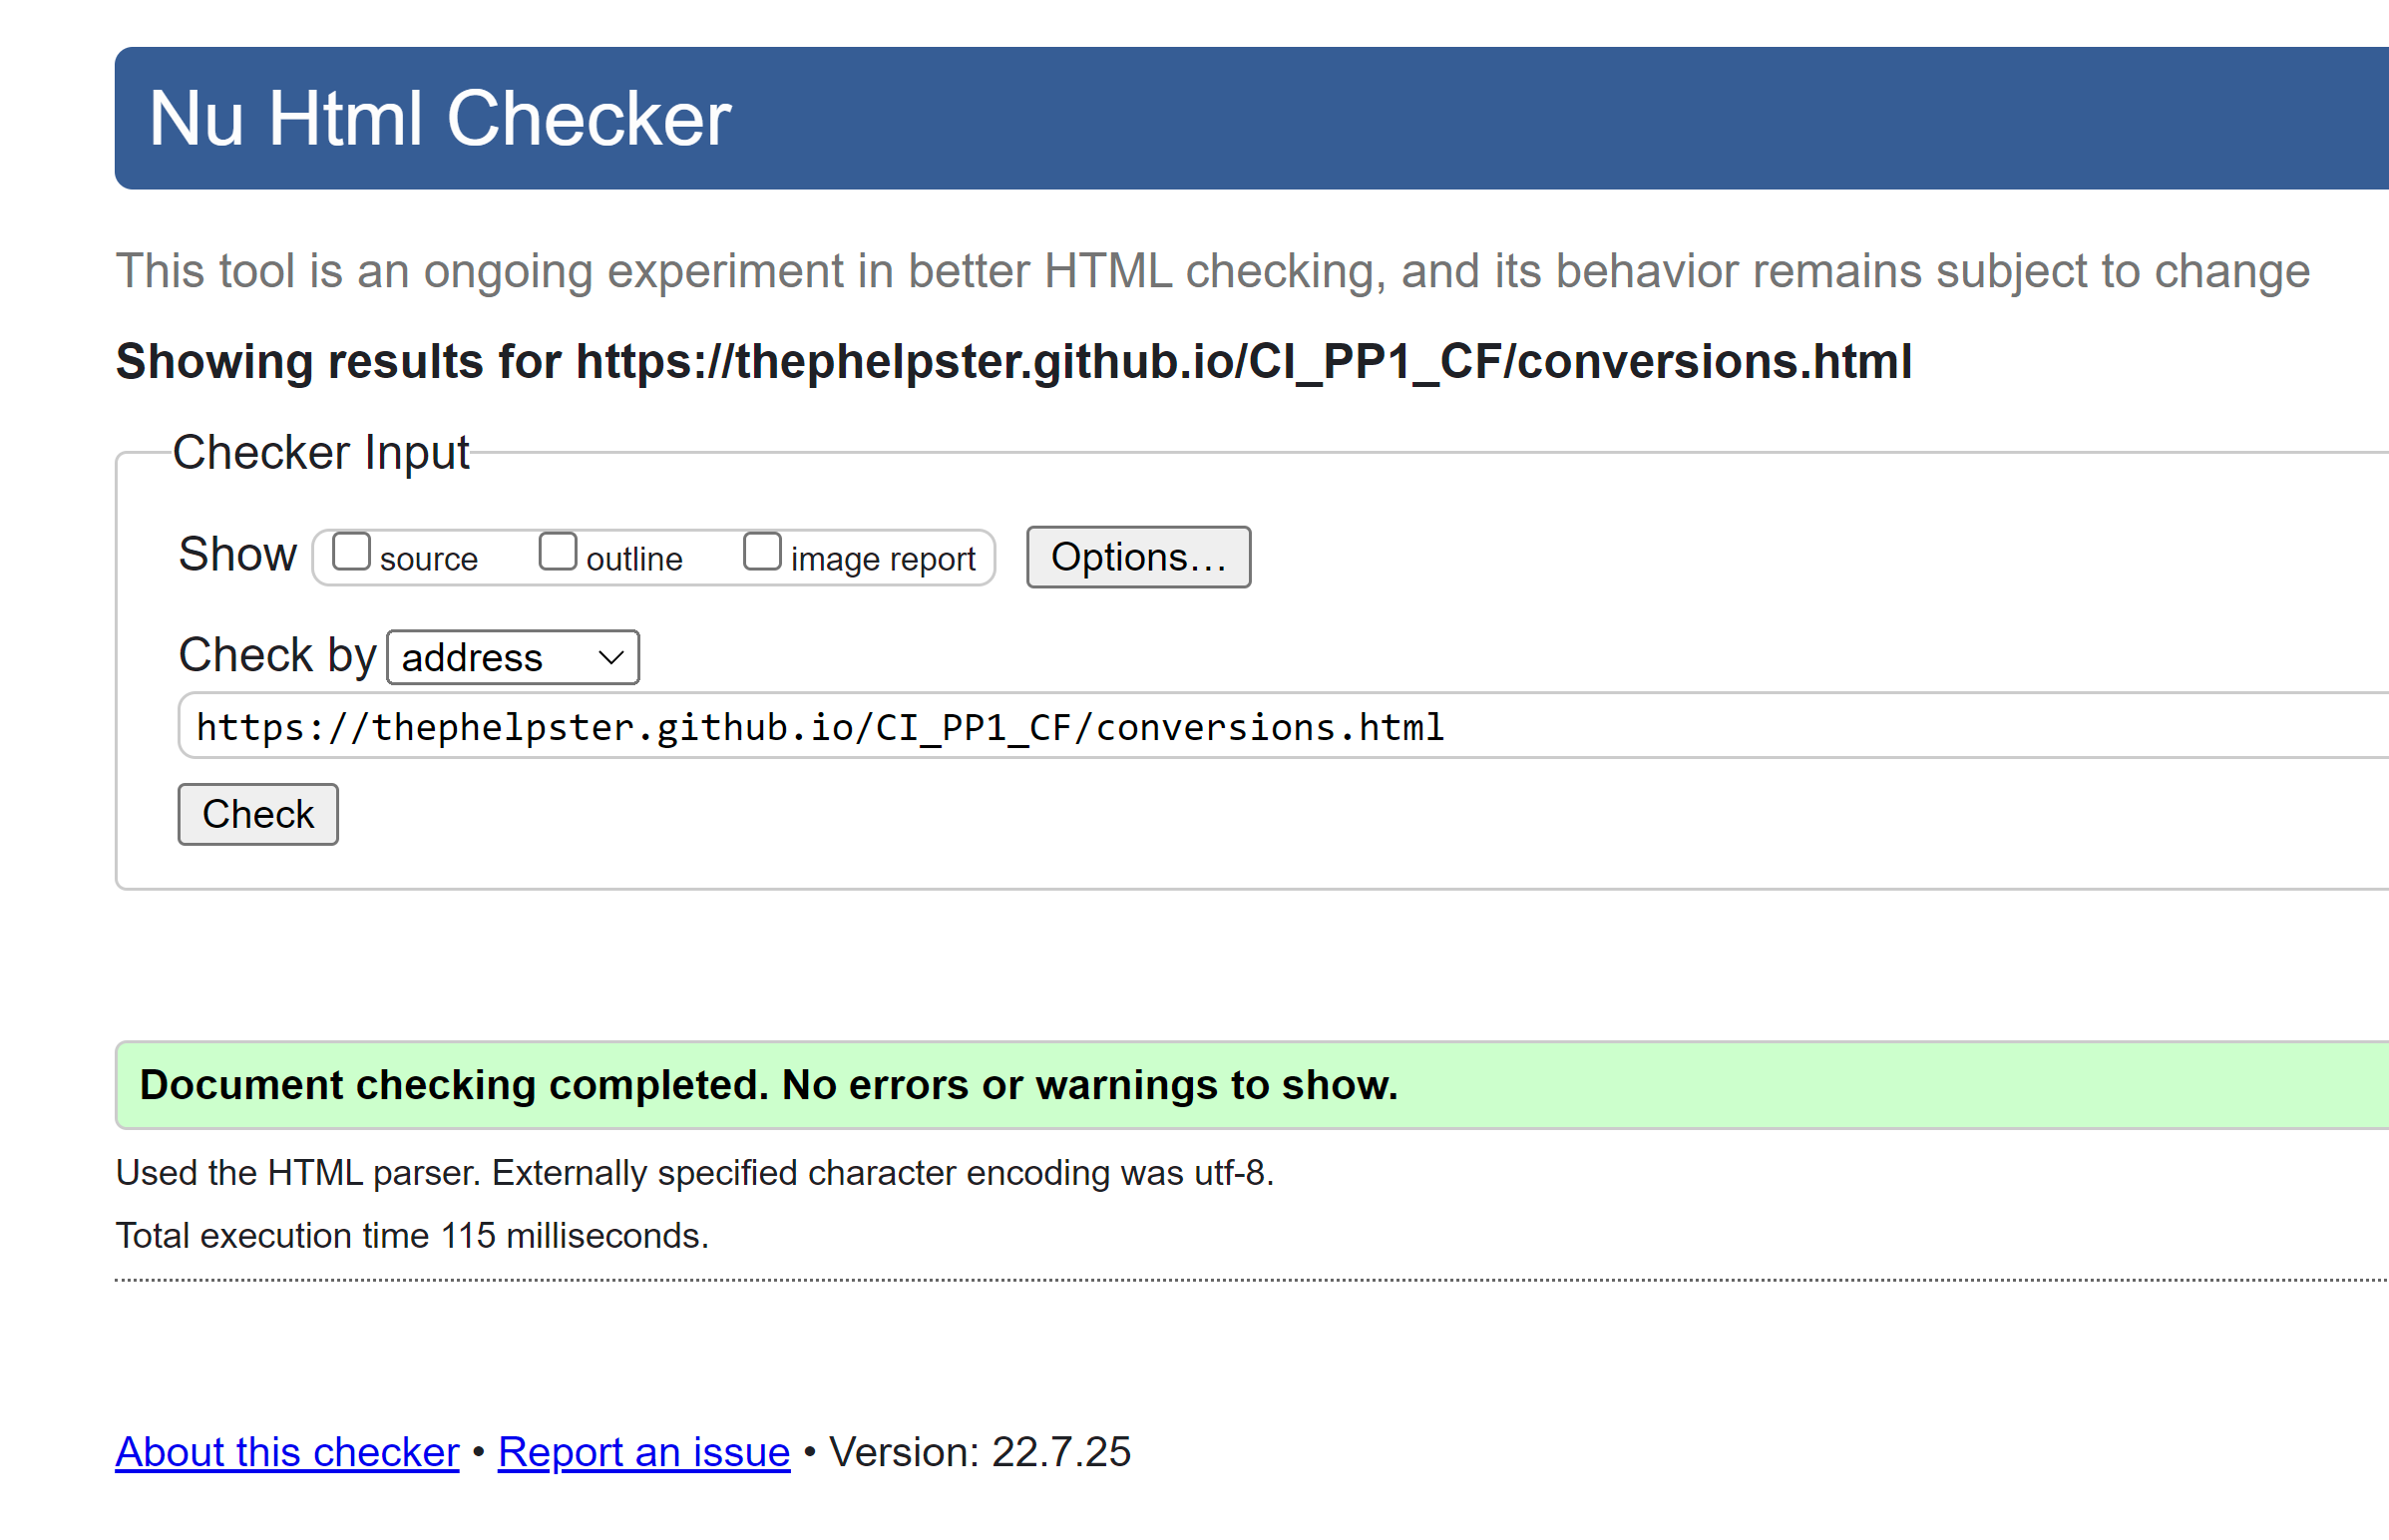 Nu Html Checker
This tool is an ongoing experiment in better HTML checking, and its behavior remains subject to change
Showing results for https://thephelpster.github.io/CI_PP1_CF/conversions.html
Checker Input
Show source outline image report Options...
Check by address
https://thephelpster.github.io/CI_PP1_CF/conversions.html
Check
Document checking completed. No errors or warnings to show.
Used the HTML parser. Externally specified character encoding was utf-8.
Total execution time 115 milliseconds.
About this checker • Report an issue • Version: 22.7.25